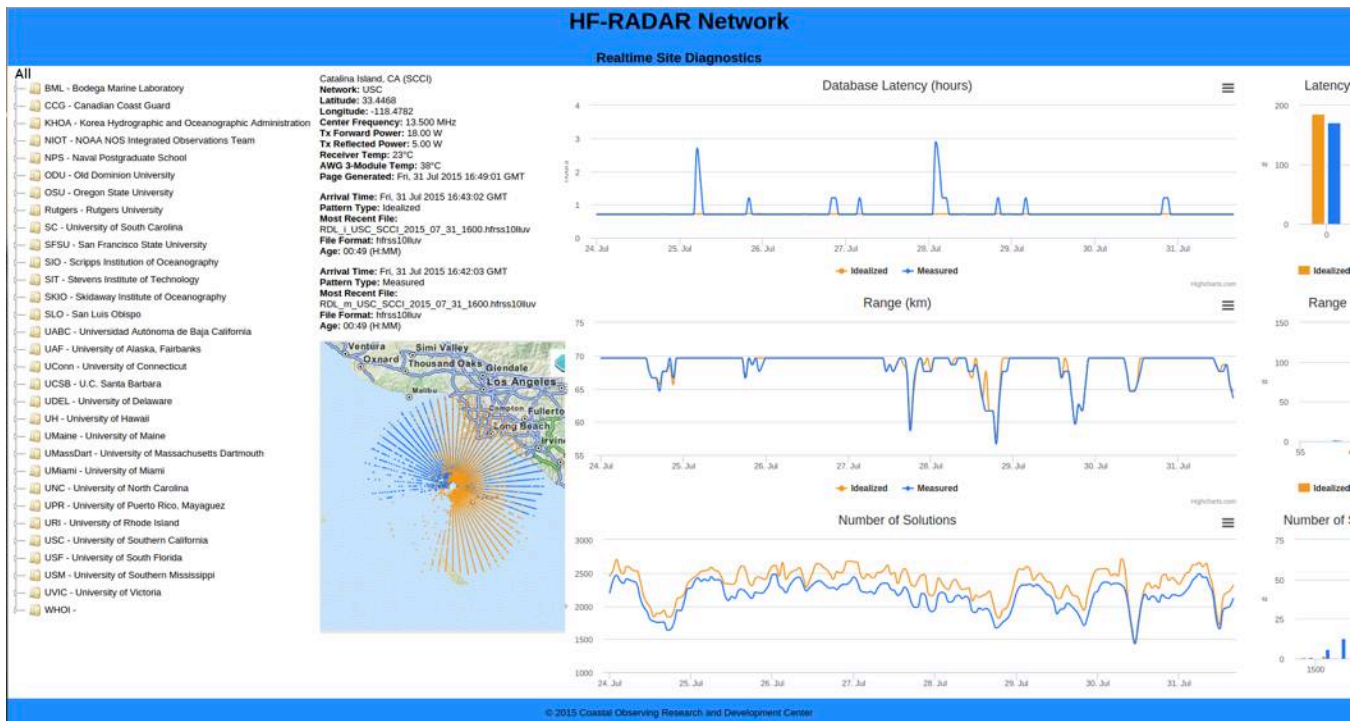 HF-RADAR Network
Realtime Site Diagnostics
All
BML - Bodega Marine Laboratory
CCG - Canadian Coast Guard
KHOA - Korea Hydrographic and Oceanographic Administration
NIOT - NOAA NOS Integrated Observations Team
NPS - Naval Postgraduate School
ODU - Old Dominion University
OSU - Oregon State University
Rutgers - Rutgers University
SC - University of South Carolina
SFSU - San Francisco State University
SIO - Scripps Institution of Oceanography
SIT - Stevens Institute of Technology
SKIO - Skidaway Institute of Oceanography
SLO - San Luis Obispo
UABC - Universidad Autónoma de Baja California
UAF - University of Alaska, Fairbanks
UConn - University of Connecticut
UCSB - U.C. Santa Barbara
UDEL - University of Delaware
UH - University of Hawaii
UMaine - University of Maine
UMassDart - University of Massachusetts Dartmouth
UMiami - University of Miami
UNC - University of North Carolina
UPR - University of Puerto Rico, Mayaguez
URI - University of Rhode Island
USC - University of Southern California
USF - University of South Florida
USM - University of Southern Mississippi
UVIC - University of Victoria
WHOI -
Catalina Island, CA (SCCI)
Network: USC
Latitude: 33.4468
Longitude: -118.4782
Center Frequency: 13.500 MHz
Tx Forward Power: 18.00 W
Tx Reflected Power: 5.00 W
Receiver Temp: 23°C
AWG 3-Module Temp: 38°C
Page Generated: Fri, 31 Jul 2015 16:49:01 GMT
Arrival Time: Fri, 31 Jul 2015 16:43:02 GMT
Pattern Type: Idealized
Most Recent File:
RDL_i_USC_SCCI_2015_07_31_1600.hfrss10lluv
File Format: hfrss10lluv
Age: 00:49 (H:MM)
Arrival Time: Fri, 31 Jul 2015 16:42:03 GMT
Pattern Type: Measured
Most Recent File:
RDL_m_USC_SCCI_2015_07_31_1600.hfrss10lluv
File Format: hfrss10lluv
Age: 00:49 (H:MM)
Ventura
Simi Valley
Oxnard
Thousand Oaks
Glendale
Los Angeles
Malibu
Compton
Fullerto
Long Beach
Irvin
Database Latency (hours)
4
3
2
1
0
24. Jul 25. Jul 26. Jul 27. Jul 28. Jul 29. Jul 30. Jul 31. Jul
Idealized Measured
Highcharts.com
Range (km)
75
70
65
60
55
24. Jul 25. Jul 26. Jul 27. Jul 28. Jul 29. Jul 30. Jul 31. Jul
Idealized Measured
Highcharts.com
Number of Solutions
3000
2500
2000
1500
1000
24. Jul 25. Jul 26. Jul 27. Jul 28. Jul 29. Jul 30. Jul 31. Jul
Latency
200
100
0
0
Idealized
Range
150
100
50
0
55
Idealized
Number of S
75
50
25
0
1500
© 2015 Coastal Observing Research and Development Center